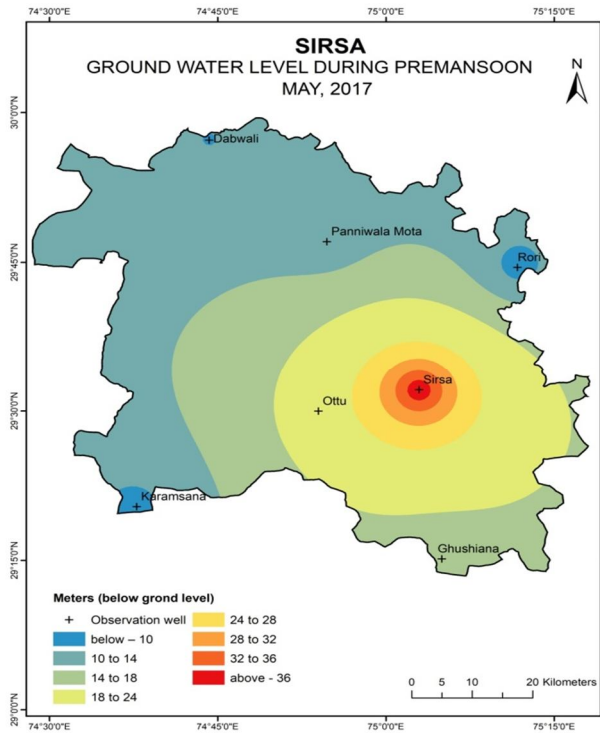 74°30'0"E 74°45'0"E 75°0'0"E 75°15'0"E
SIRSA
GROUND WATER LEVEL DURING PREMANSOON
MAY, 2017
N
30°0'0"N
Dabwali
Panniwala Mota
29°45'0"N
Rori
Sirsa
Ottu
29°30'0"N
Karamsana
Ghushiana
29°15'0"N
Meters (below grond level)
Observation well
below – 10
10 to 14
14 to 18
18 to 24
24 to 28
28 to 32
32 to 36
above - 36
0 5 10 20 Kilometers
29°0'0"N
74°30'0"E 74°45'0"E 75°0'0"E 75°15'0"E